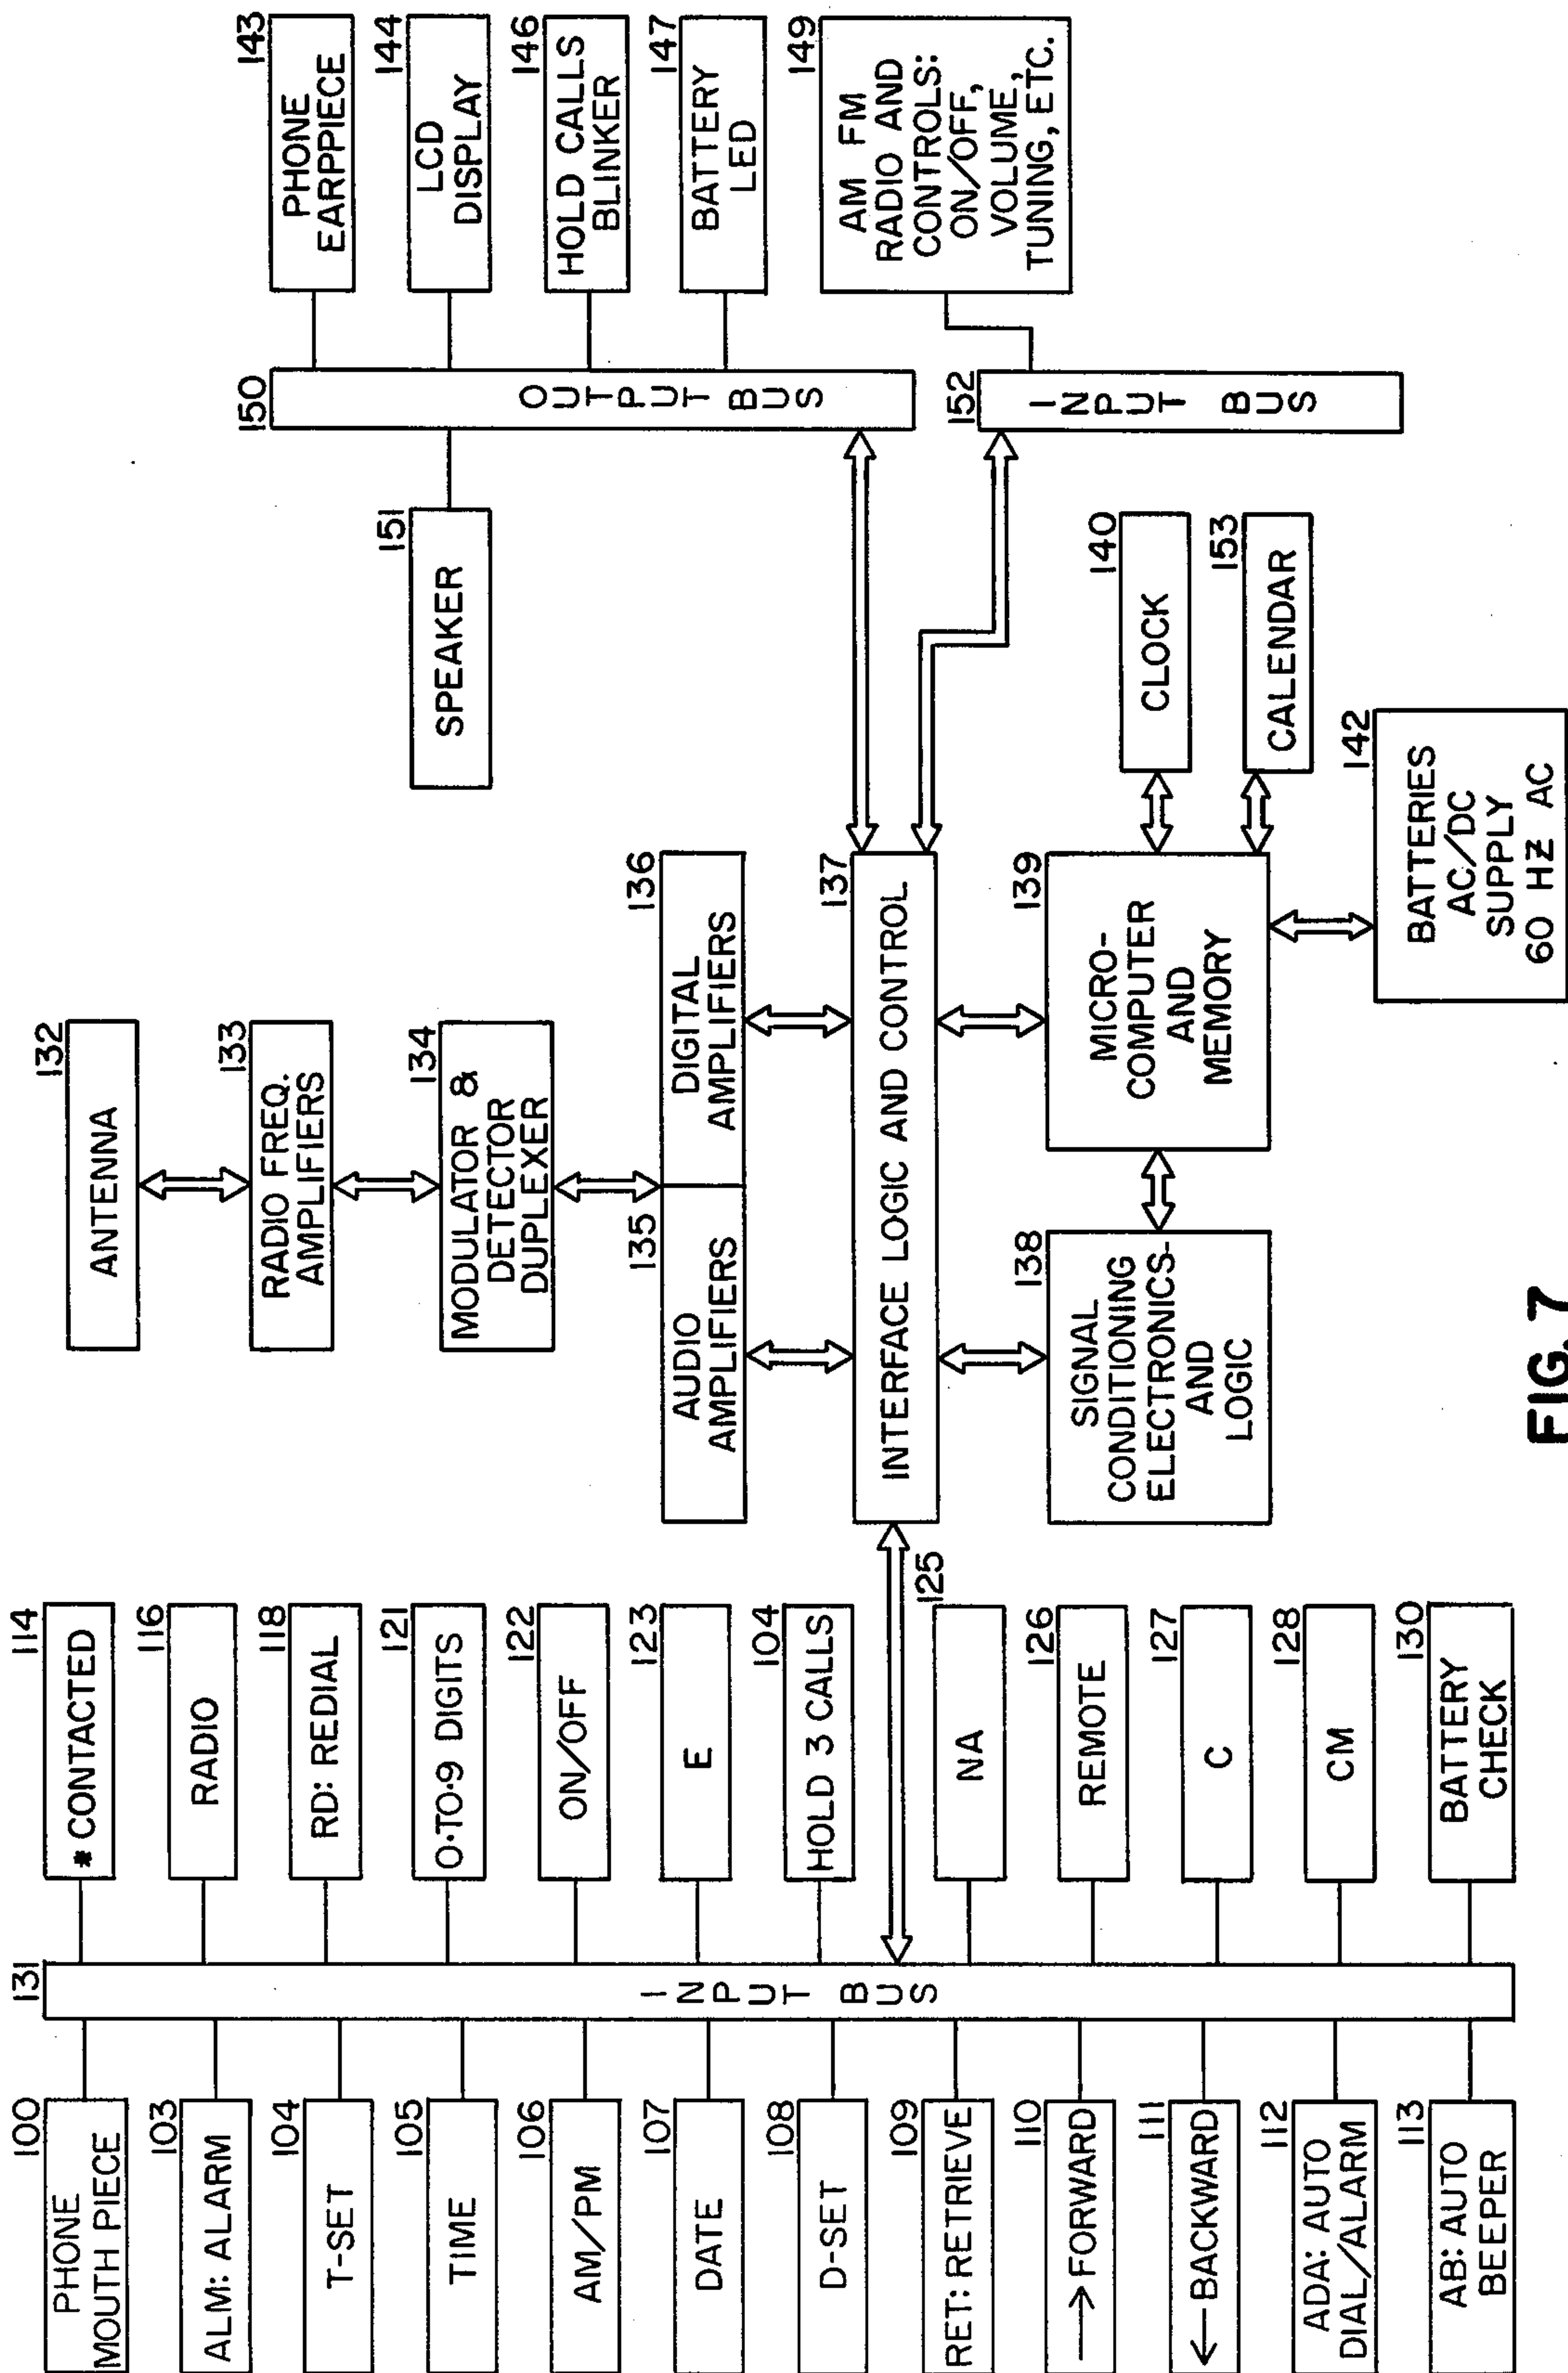 100
PHONE
MOUTH PIECE
103
ALM: ALARM
104
T-SET
105
TIME
106
AM/PM
107
DATE
108
D-SET
109
RET: RETRIEVE
110
→ FORWARD
111
← BACKWARD
112
ADA: AUTO
DIAL/ALARM
113
AB: AUTO
BEEPER
131
INPUT BUS
114
* CONTACTED
116
RADIO
118
RD: REDIAL
121
0-TO-9 DIGITS
122
ON/OFF
123
E
104
HOLD 3 CALLS
125
NA
126
REMOTE
127
C
128
CM
130
BATTERY
CHECK
132
ANTENNA
133
RADIO FREQ.
AMPLIFIERS
134
MODULATOR &
DETECTOR
DUPLEXER
135
AUDIO
AMPLIFIERS
136
DIGITAL
AMPLIFIERS
137
INTERFACE LOGIC AND CONTROL
138
SIGNAL
CONDITIONING
ELECTRONICS-
AND
LOGIC
139
MICRO-
COMPUTER
AND
MEMORY
140
CLOCK
153
CALENDAR
142
BATTERIES
AC/DC
SUPPLY
60 HZ AC
151
SPEAKER
150
OUTPUT BUS
152
INPUT BUS
143
PHONE
EARPPIECE
144
LCD
DISPLAY
146
HOLD CALLS
BLINKER
147
BATTERY
LED
149
AM FM
RADIO AND
CONTROLS:
ON/OFF,
VOLUME,
TUNING, ETC.
FIG. 7